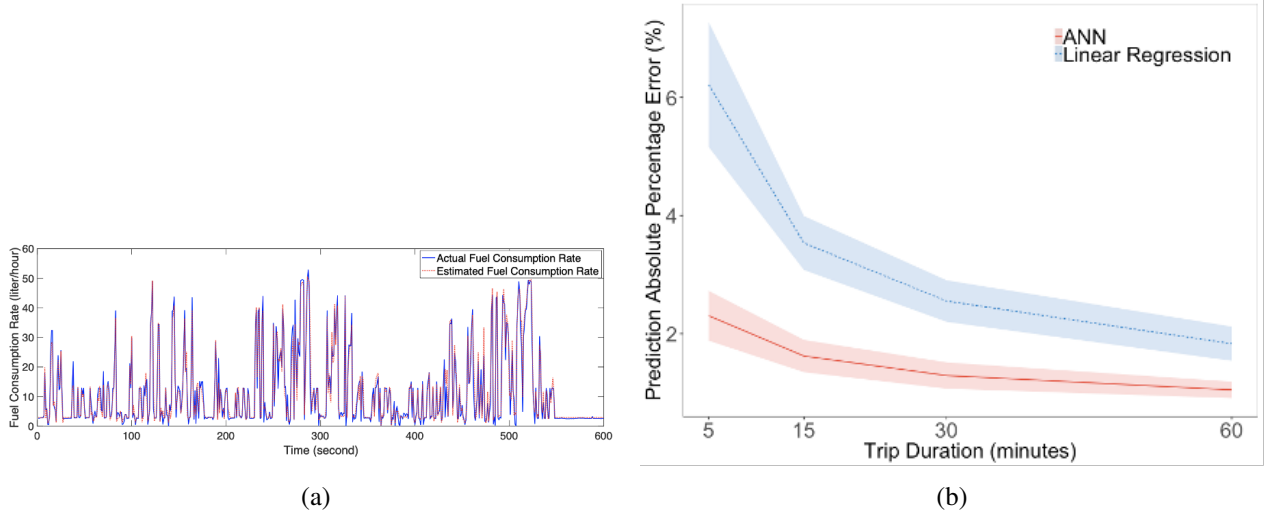 Fuel Consumption Rate (liter/hour)
60
50
40
30
20
10
0
Actual Fuel Consumption Rate
Estimated Fuel Consumption Rate
0 100 200 300 400 500 600
Time (second)
(a)
Prediction Absolute Percentage Error (%)
6
4
2
ANN
Linear Regression
5 15 30 60
Trip Duration (minutes)
(b)